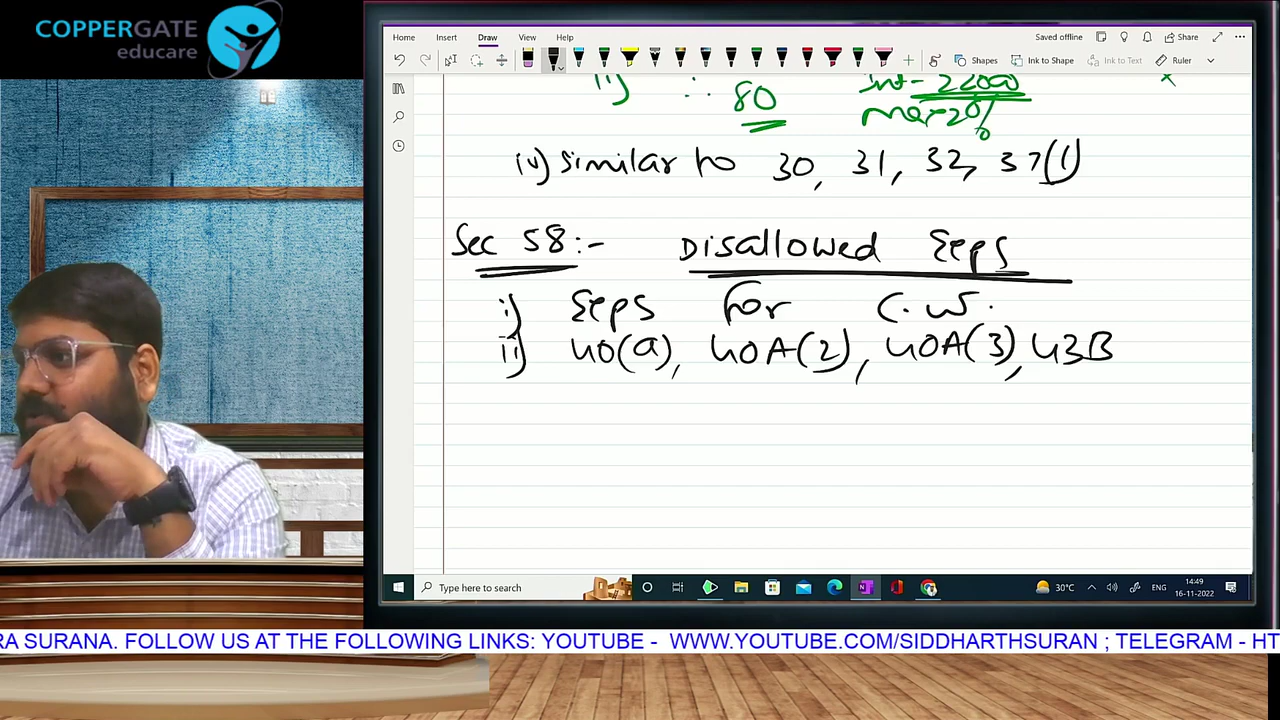 COPPERGATE
educare
Home Insert Draw View Help
Saved offline Share
Shapes Ink to Shape Ink to Text Ruler
ii) ∴ 80 Int- 22000
max 20%
iv) Similar to 30, 31, 32, 37(1)
Sec 58:- Disallowed Exps
i) Exps for C.W.
ii) 40(a), 40A(2), 40A(3), 43B
Type here to search
30°C ENG 14:49 16-11-2022
RA SURANA. FOLLOW US AT THE FOLLOWING LINKS: YOUTUBE - WWW.YOUTUBE.COM/SIDDHARTHSURAN ; TELEGRAM - HT